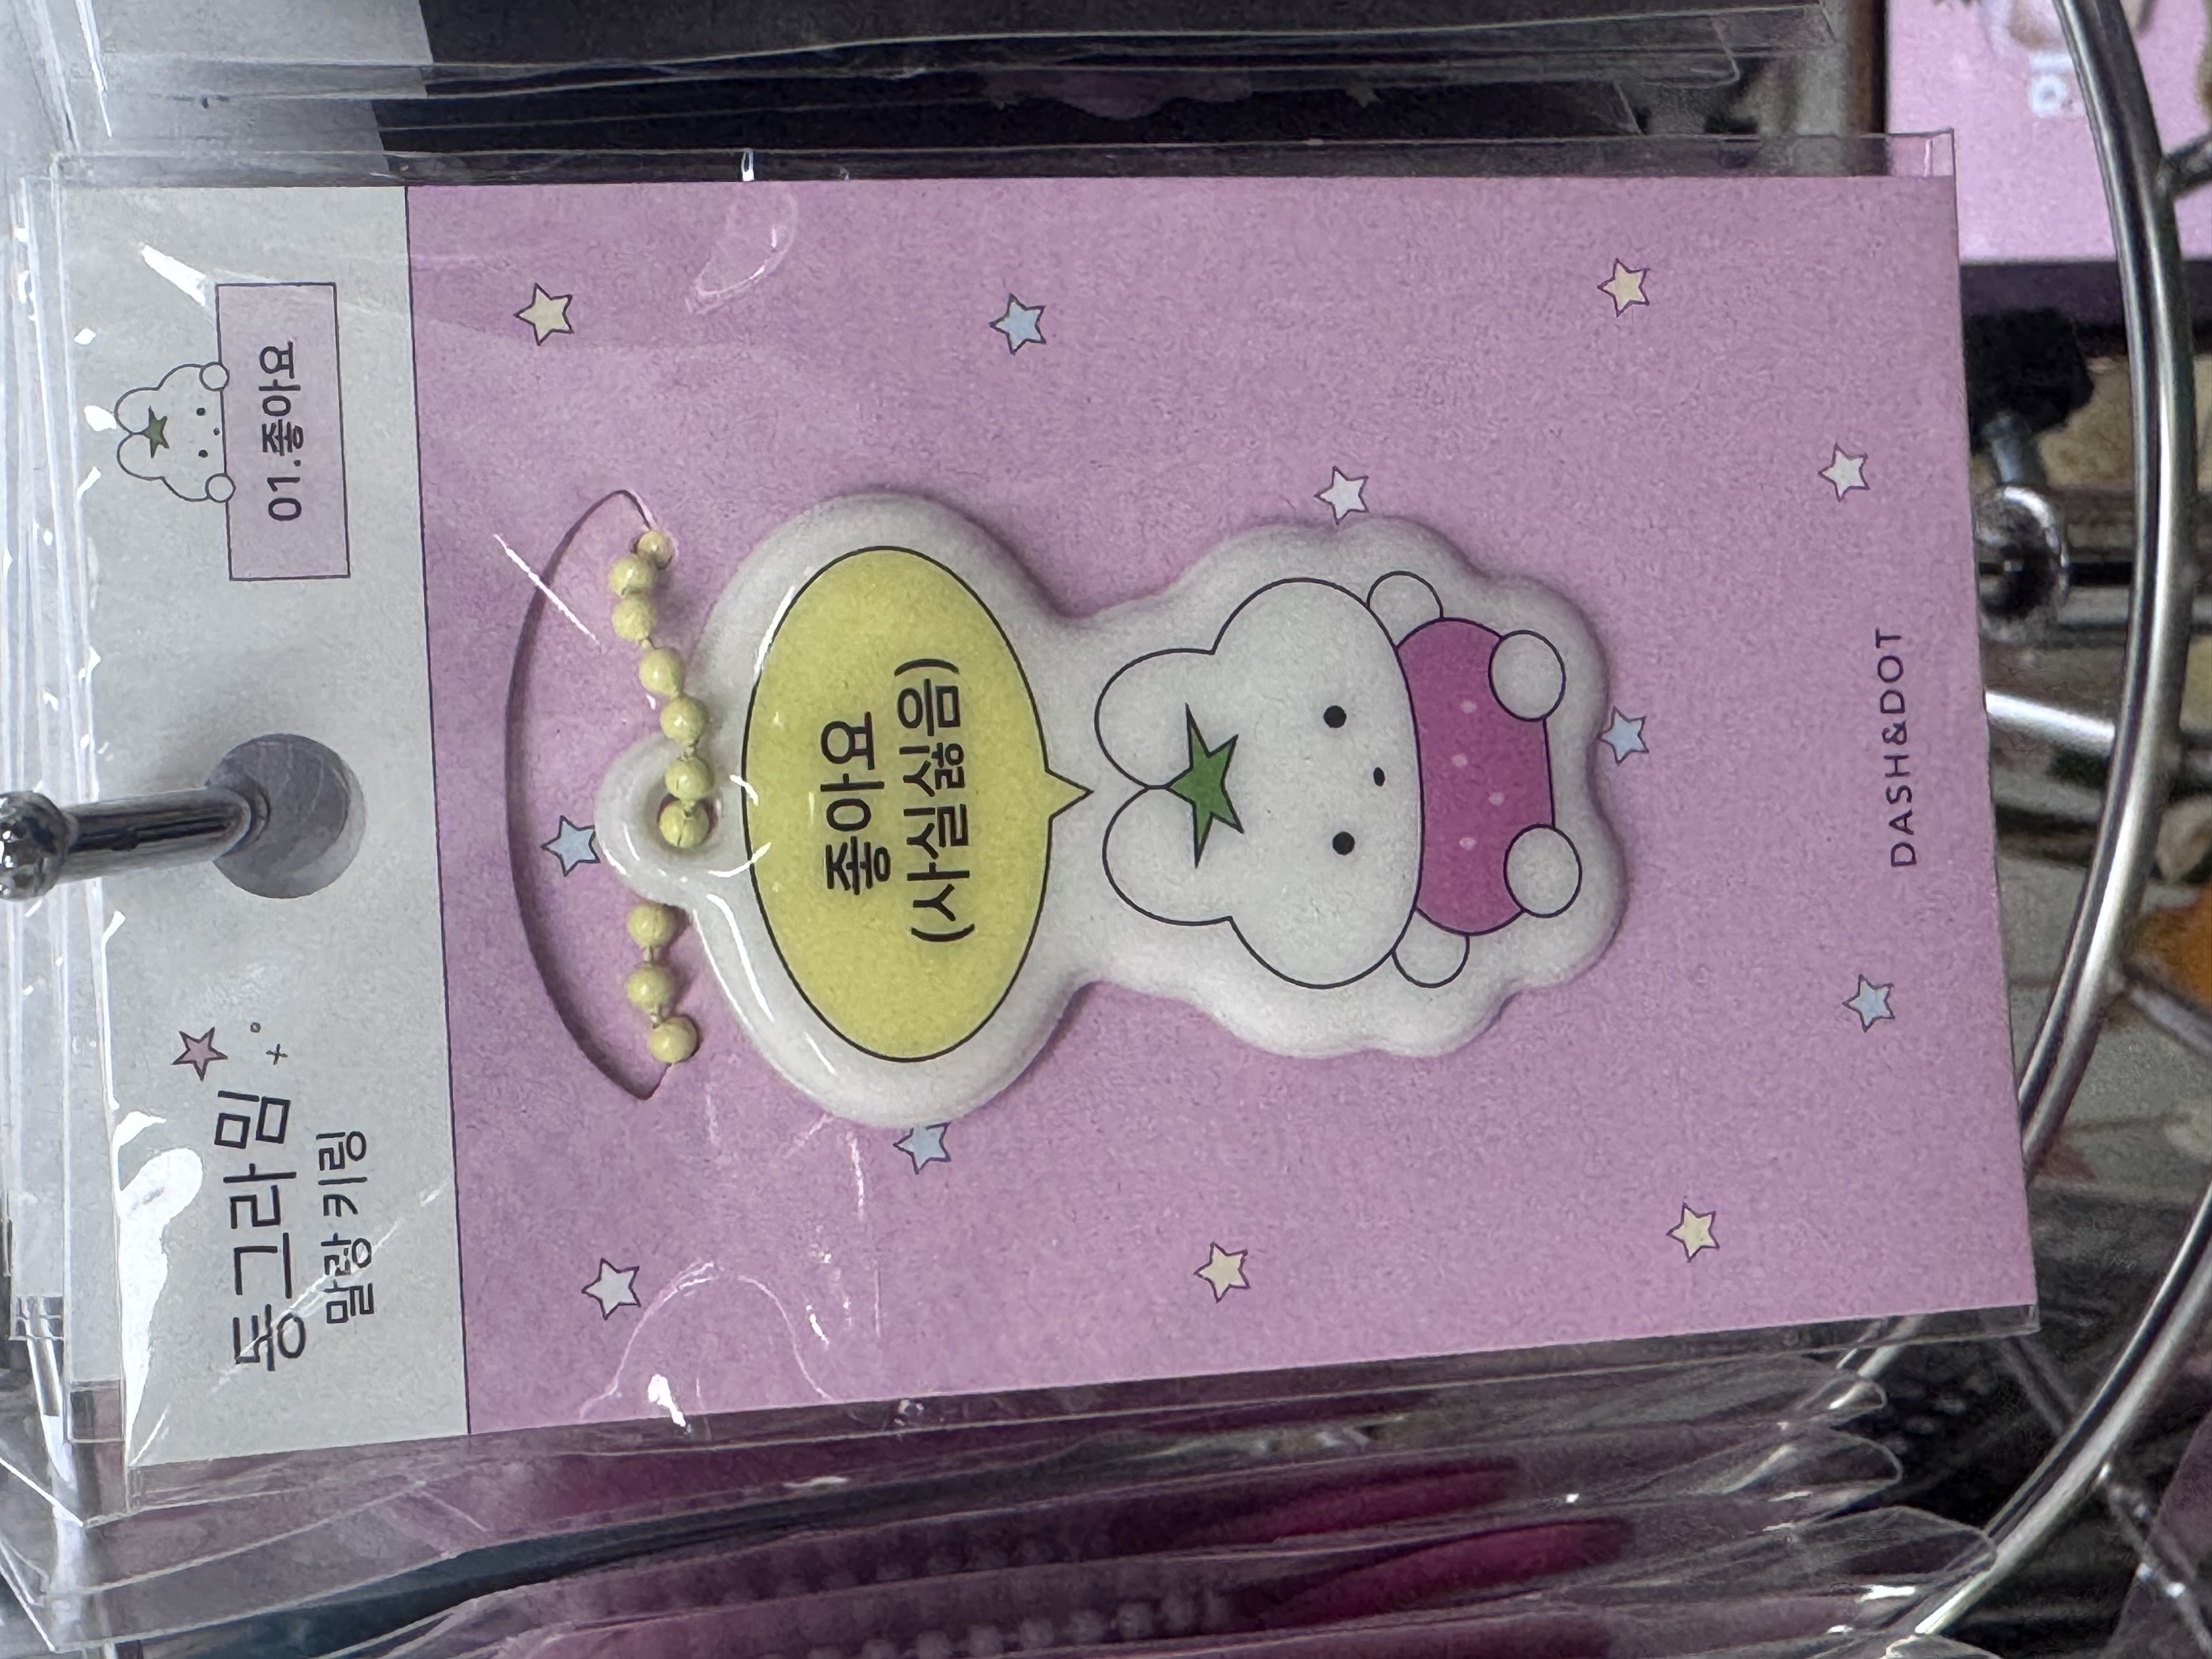 동그라밈
말랑 키링
01.좋아요
좋아요
(사실싫음)
DASH&DOT